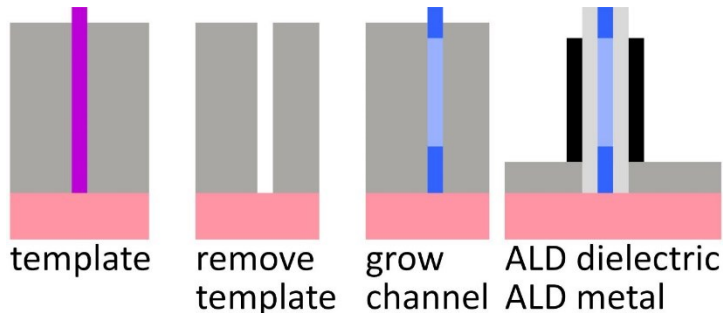 template
remove
template
grow
channel
ALD dielectric
ALD metal